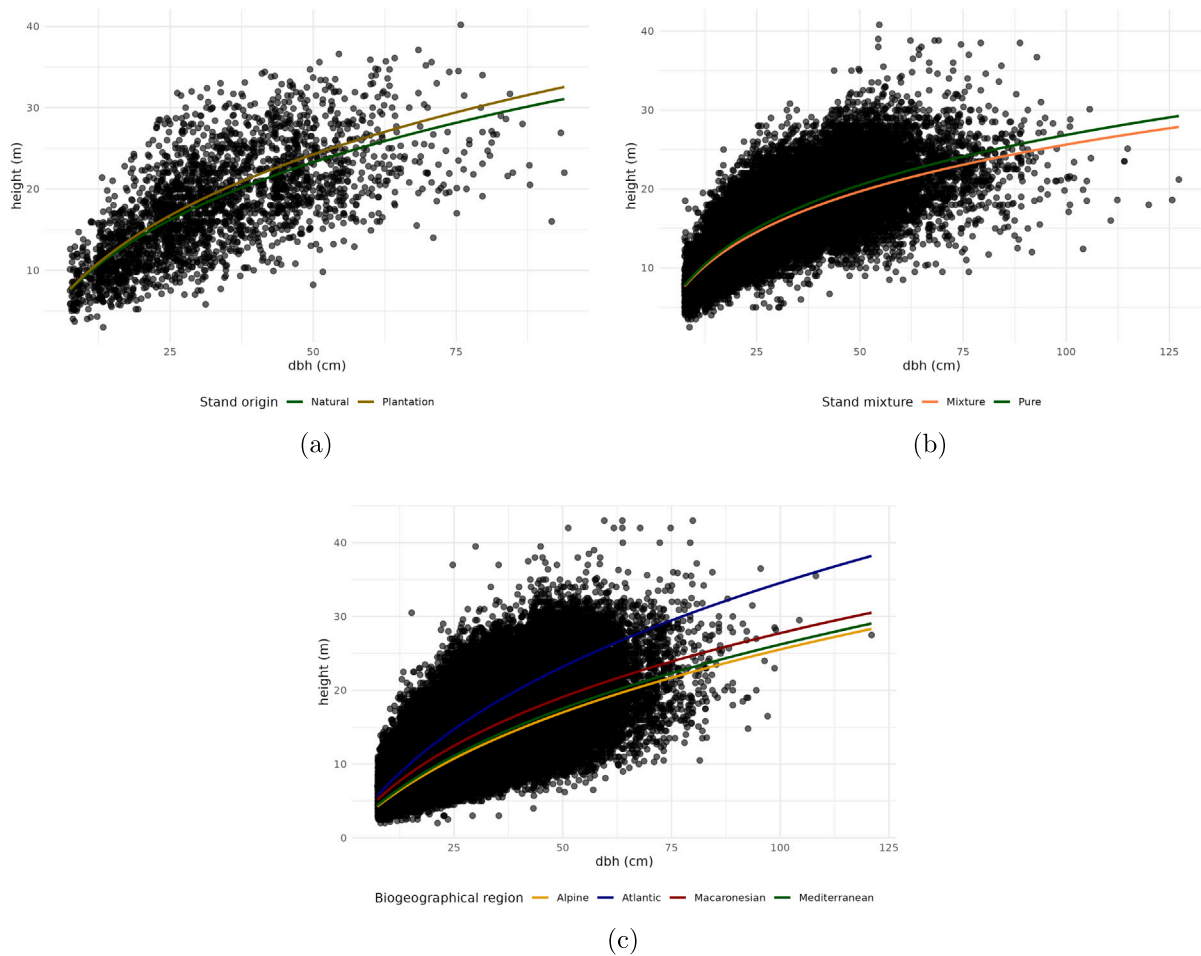 40
30
20
10
height (m)
25 50 75
dbh (cm)
Stand origin Natural Plantation
(a)
40
30
20
10
height (m)
25 50 75 100 125
dbh (cm)
Stand mixture Mixture Pure
(b)
40
30
20
10
0
height (m)
25 50 75 100 125
dbh (cm)
Biogeographical region Alpine Atlantic Macaronesian Mediterranean
(c)